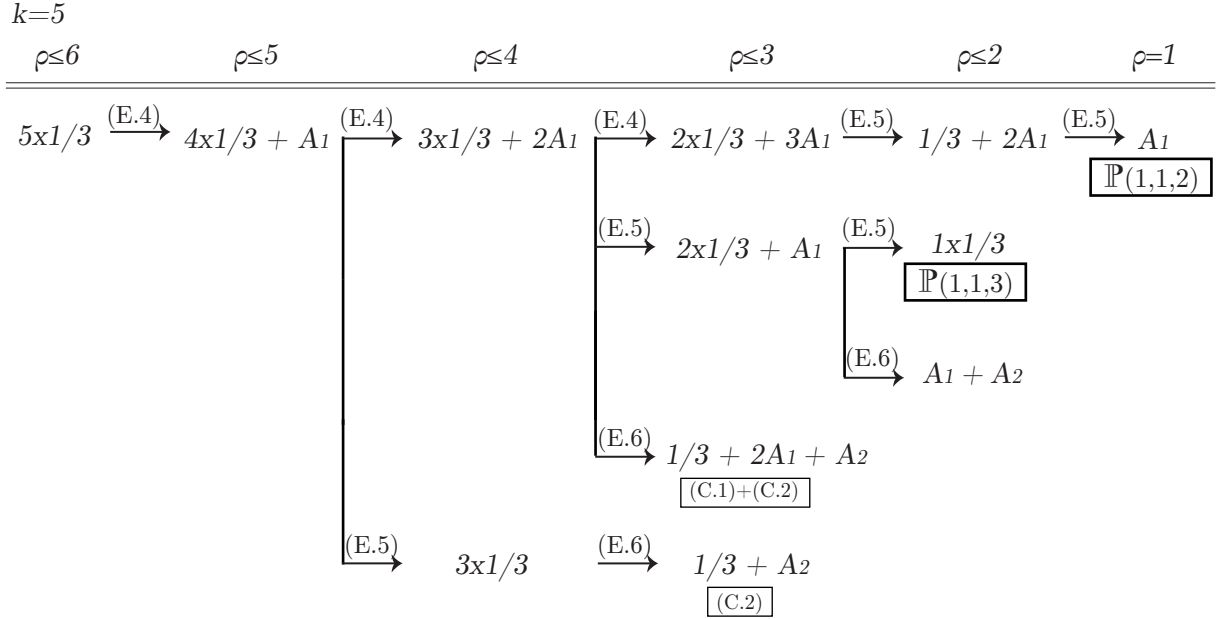 k=5
ρ≤6 ρ≤5 ρ≤4 ρ≤3 ρ≤2 ρ=1
(E.4) (E.4) (E.4) (E.5) (E.5)
5x1/3 4x1/3 + A1 3x1/3 + 2A1 2x1/3 + 3A1 1/3 + 2A1 A1
ℙ(1,1,2)
(E.5) (E.5)
2x1/3 + A1 1x1/3
ℙ(1,1,3)
(E.6)
A1 + A2
(E.6)
1/3 + 2A1 + A2
(C.1)+(C.2)
(E.5) (E.6)
3x1/3 1/3 + A2
(C.2)